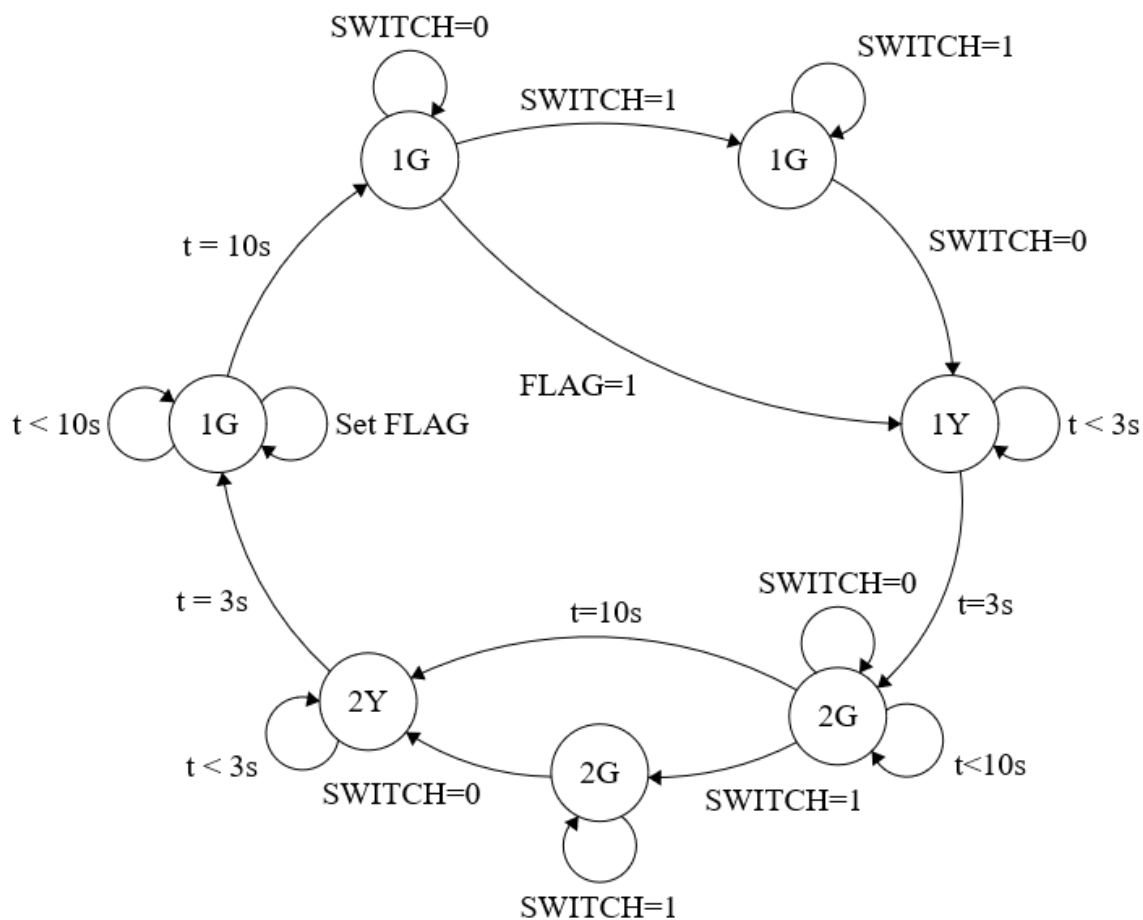 SWITCH=0
SWITCH=1
SWITCH=1
1G
1G
SWITCH=0
t = 10s
FLAG=1
t < 10s
1G
Set FLAG
1Y
t < 3s
SWITCH=0
t = 3s
t=10s
t=3s
2Y
2G
t < 3s
2G
t<10s
SWITCH=0
SWITCH=1
SWITCH=1